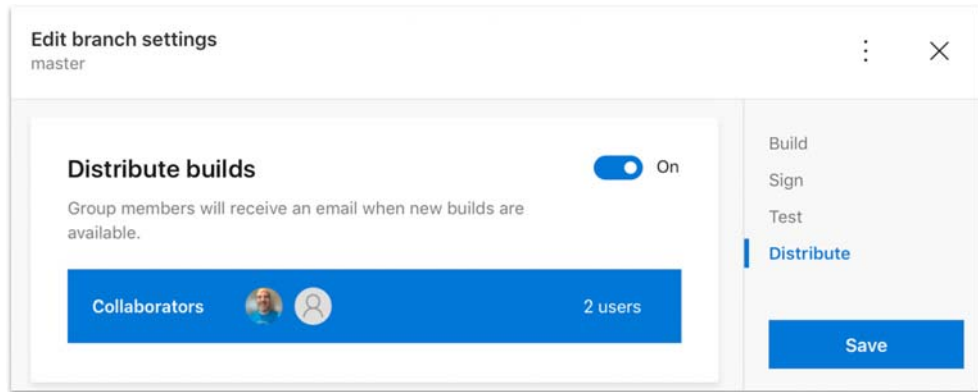 Edit branch settings
master
Distribute builds
On
Group members will receive an email when new builds are
available.
Collaborators
2 users
Build
Sign
Test
Distribute
Save